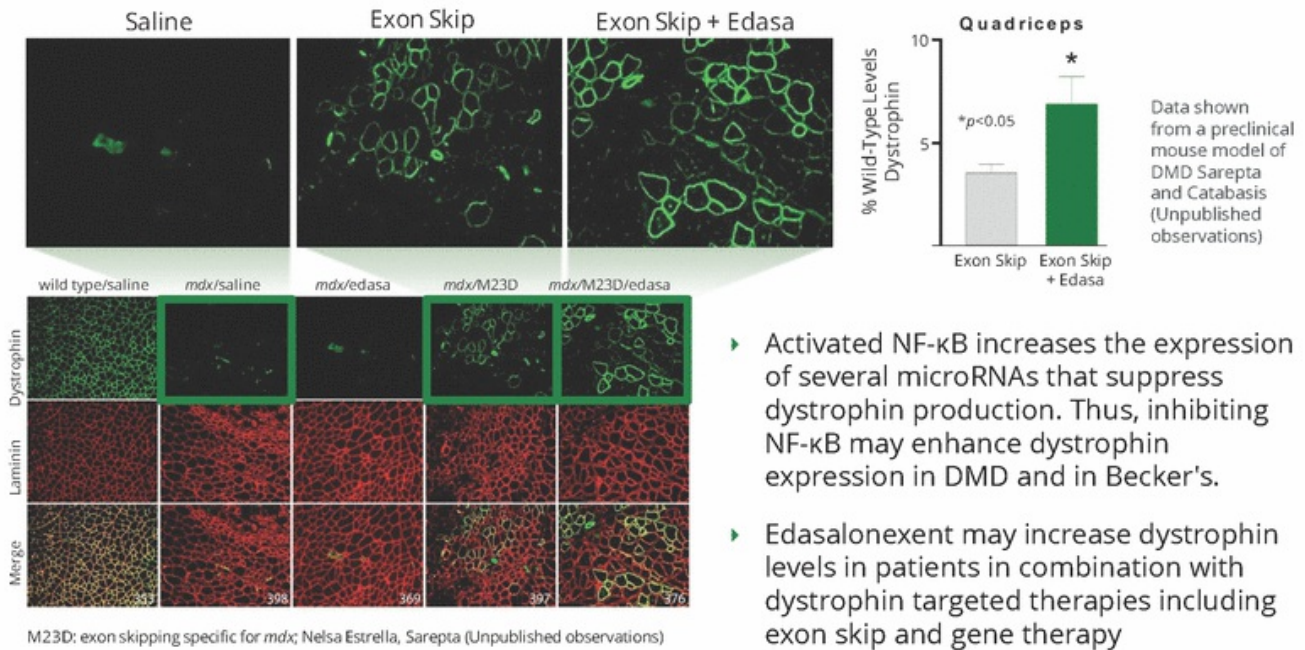 Saline
Exon Skip
Exon Skip + Edasa
Quadriceps
10
5
% Wild-Type Levels
Dystrophin
*p<0.05
*
Exon Skip
Exon Skip
+ Edasa
Data shown
from a preclinical
mouse model of
DMD Sarepta
and Catabasis
(Unpublished
observations)
wild type/saline
mdx/saline
mdx/edasa
mdx/M23D
mdx/M23D/edasa
Dystrophin
Laminin
Merge
353
398
369
397
376
M23D: exon skipping specific for mdx; Nelsa Estrella, Sarepta (Unpublished observations)
‣ Activated NF-κB increases the expression
of several microRNAs that suppress
dystrophin production. Thus, inhibiting
NF-κB may enhance dystrophin
expression in DMD and in Becker's.
‣ Edasalonexent may increase dystrophin
levels in patients in combination with
dystrophin targeted therapies including
exon skip and gene therapy